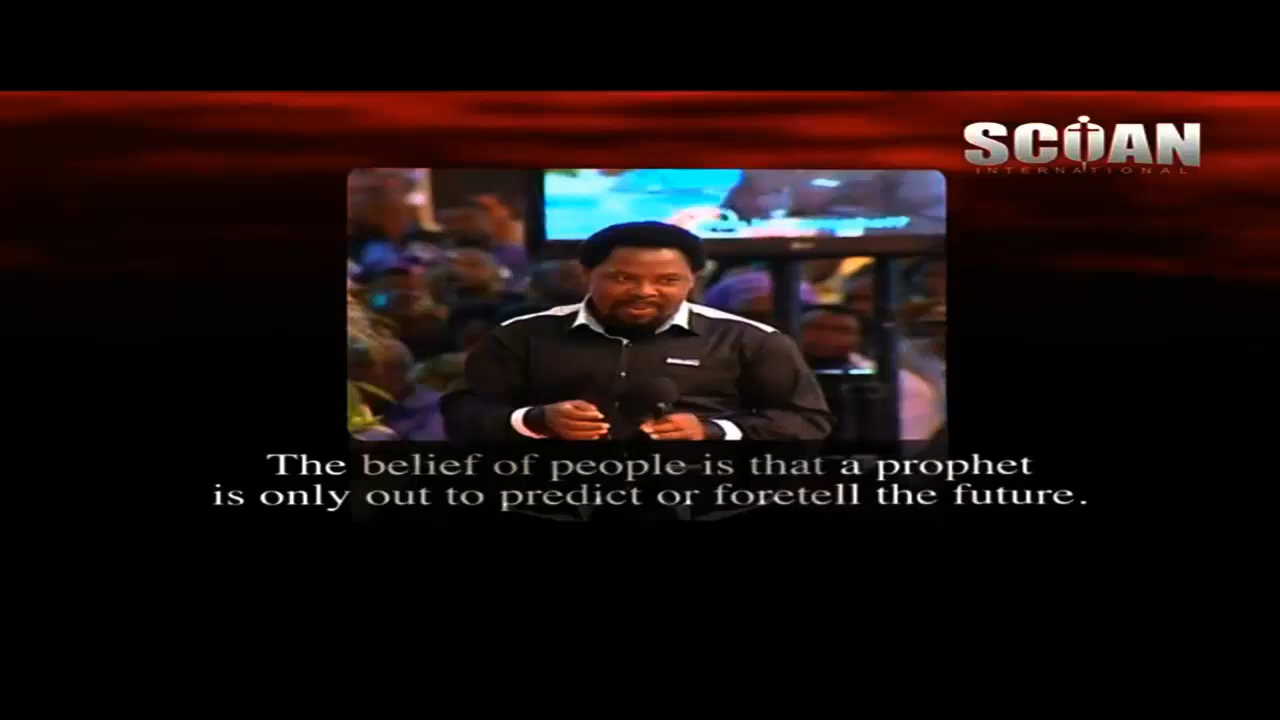 SCOAN
INTERNATIONAL
The belief of people is that a prophet
is only out to predict or foretell the future.